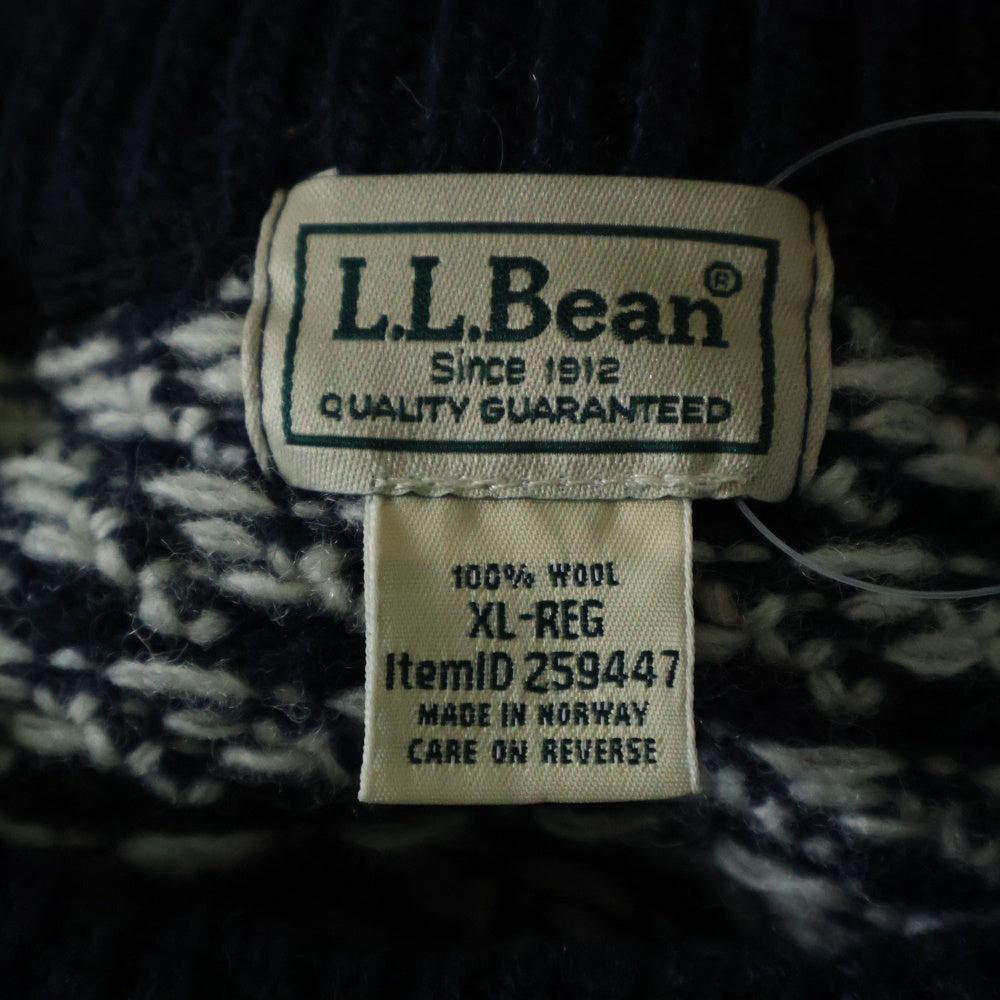 L.L.Bean®
Since 1912
QUALITY GUARANTEED
100% WOOL
XL-REG
ItemID 259447
MADE IN NORWAY
CARE ON REVERSE